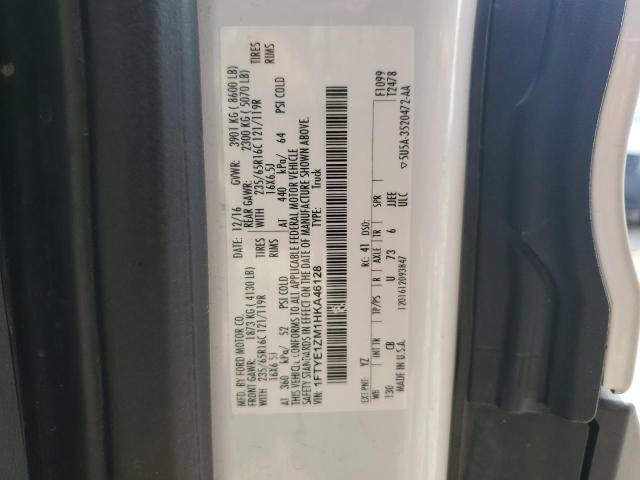 MFD. BY FORD MOTOR CO.
DATE: 12/16 GVWR: 3901 KG ( 8600 LB)
FRONT GAWR: 1873 KG ( 4130 LB) REAR GAWR: 2300 KG ( 5070 LB)
235/65R16C 121/119R TIRES WITH 235/65R16C 121/119R TIRES
16X6.5J RIMS 16X6.5J RIMS
AT 360 kPa/ 52 PSI COLD AT 440 kPa/ 64 PSI COLD
THIS VEHICLE CONFORMS TO ALL APPLICABLE FEDERAL MOTOR VEHICLE
SAFETY STANDARDS IN EFFECT ON THE DATE OF MANUFACTURE SHOWN ABOVE.
VIN: 1FTYE1ZM1HKA46128 TYPE: Truck
F1099
T2478
EXT PNT: YZ RC: 41 DSO:
WB INT TR TP/PS R AXLE TR SPR
130 CB U 73 6 JJEE
ULC
MADE IN U.S.A. 1201612093847 5USA-3520472-AA